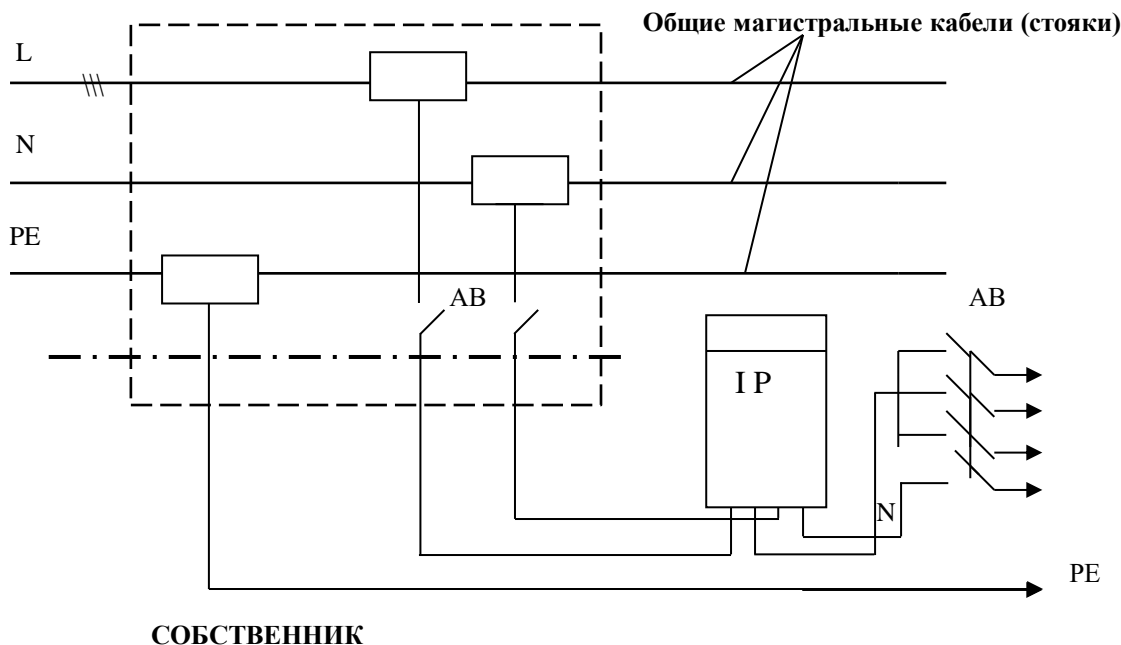 Общие магистральные кабели (стояки)
L
N
PE
АВ
АВ
I P
N
PE
СОБСТВЕННИК